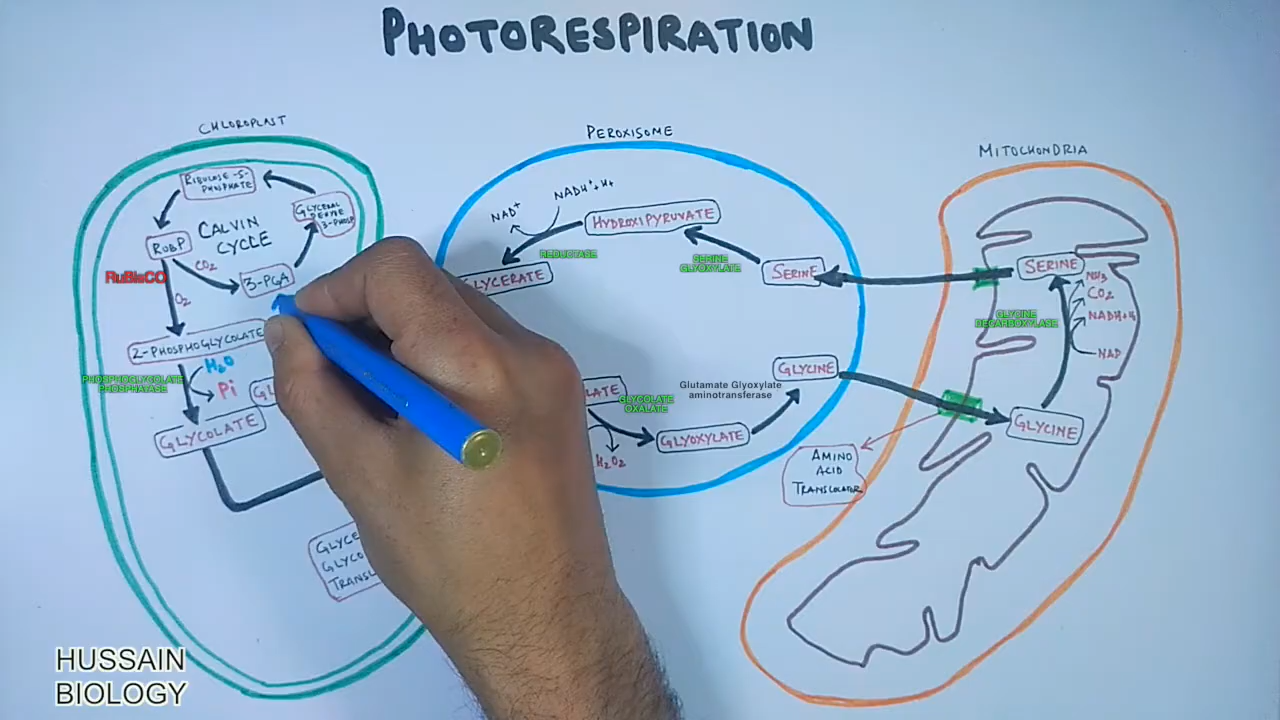 PHOTORESPIRATION
CHLOROPLAST
RIBULOSE-5-
PHOSPHATE
GLYCERAL
DEHYDE
3-PHOSP
CALVIN
CYCLE
RUBP
CO2
3-PGA
RuBisCO
O2
2-PHOSPHOGLYCOLATE
H2O
Pi
PHOSPHOGLYCOLATE
PHOSPHATASE
GLYCOLATE
PEROXISOME
NADH+H+
NAD+
HYDROXIPYRUVATE
REDUCTASE
GLYCERATE
SERINE
GLYOXYLATE
SERINE
GLYCINE
Glutamate Glyoxylate
aminotransferase
GLYCOLATE
OXALATE
GLYOXYLATE
H2O2
AMINO
ACID
TRANSLOCATOR
MITOCHONDRIA
SERINE
NH3
CO2
NADH+H
GLYCINE
DECARBOXYLASE
NAD
GLYCINE
HUSSAIN
BIOLOGY